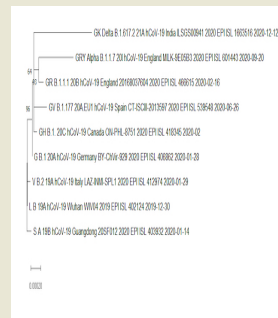 GK Delta B.1.617.2 21A hCoV-19 India ILSGS00941 2020 EPI ISL 1663516 2020-12-12
GRY Alpha B.1.1.7 20I hCoV-19 England MILK-9E05B3 2020 EPI ISL 601443 2020-09-20
GR B.1.1.1 20B hCoV-19 England 20168037604 2020 EPI ISL 466615 2020-02-16
GV B.1.177 20A EU1 hCoV-19 Spain CT-ISCIII-2013597 2020 EPI ISL 539548 2020-06-26
GH B.1. 20C hCoV-19 Canada ON-PHL-8751 2020 EPI ISL 418345 2020-02
G B.1 20A hCoV-19 Germany BY-ChVir-929 2020 EPI ISL 406862 2020-01-28
V B.2 19A hCoV-19 Italy LAZ-INMI-SPL1 2020 EPI ISL 412974 2020-01-29
L B 19A hCoV-19 Wuhan WIV04 2019 EPI ISL 402124 2019-12-30
S A 19B hCoV-19 Guangdong 20SF012 2020 EPI ISL 403932 2020-01-14
0.00020